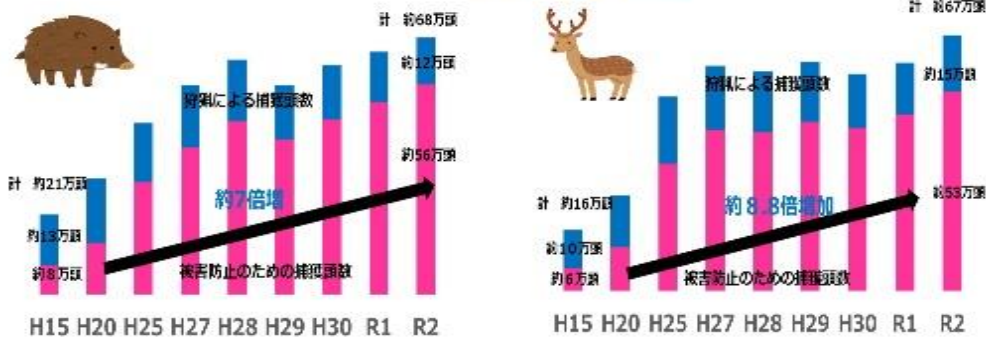 計 約68万頭
約12万頭
狩猟による捕獲頭数
約56万頭
計 約21万頭
約7倍増
約13万頭
約8万頭
被害防止のための捕獲頭数
H15 H20 H25 H27 H28 H29 H30 R1 R2
計 約67万頭
約15万頭
狩猟による捕獲頭数
約53万頭
計 約16万頭
約8.8倍増加
約10万頭
約6万頭
被害防止のための捕獲頭数
H15 H20 H25 H27 H28 H29 H30 R1 R2